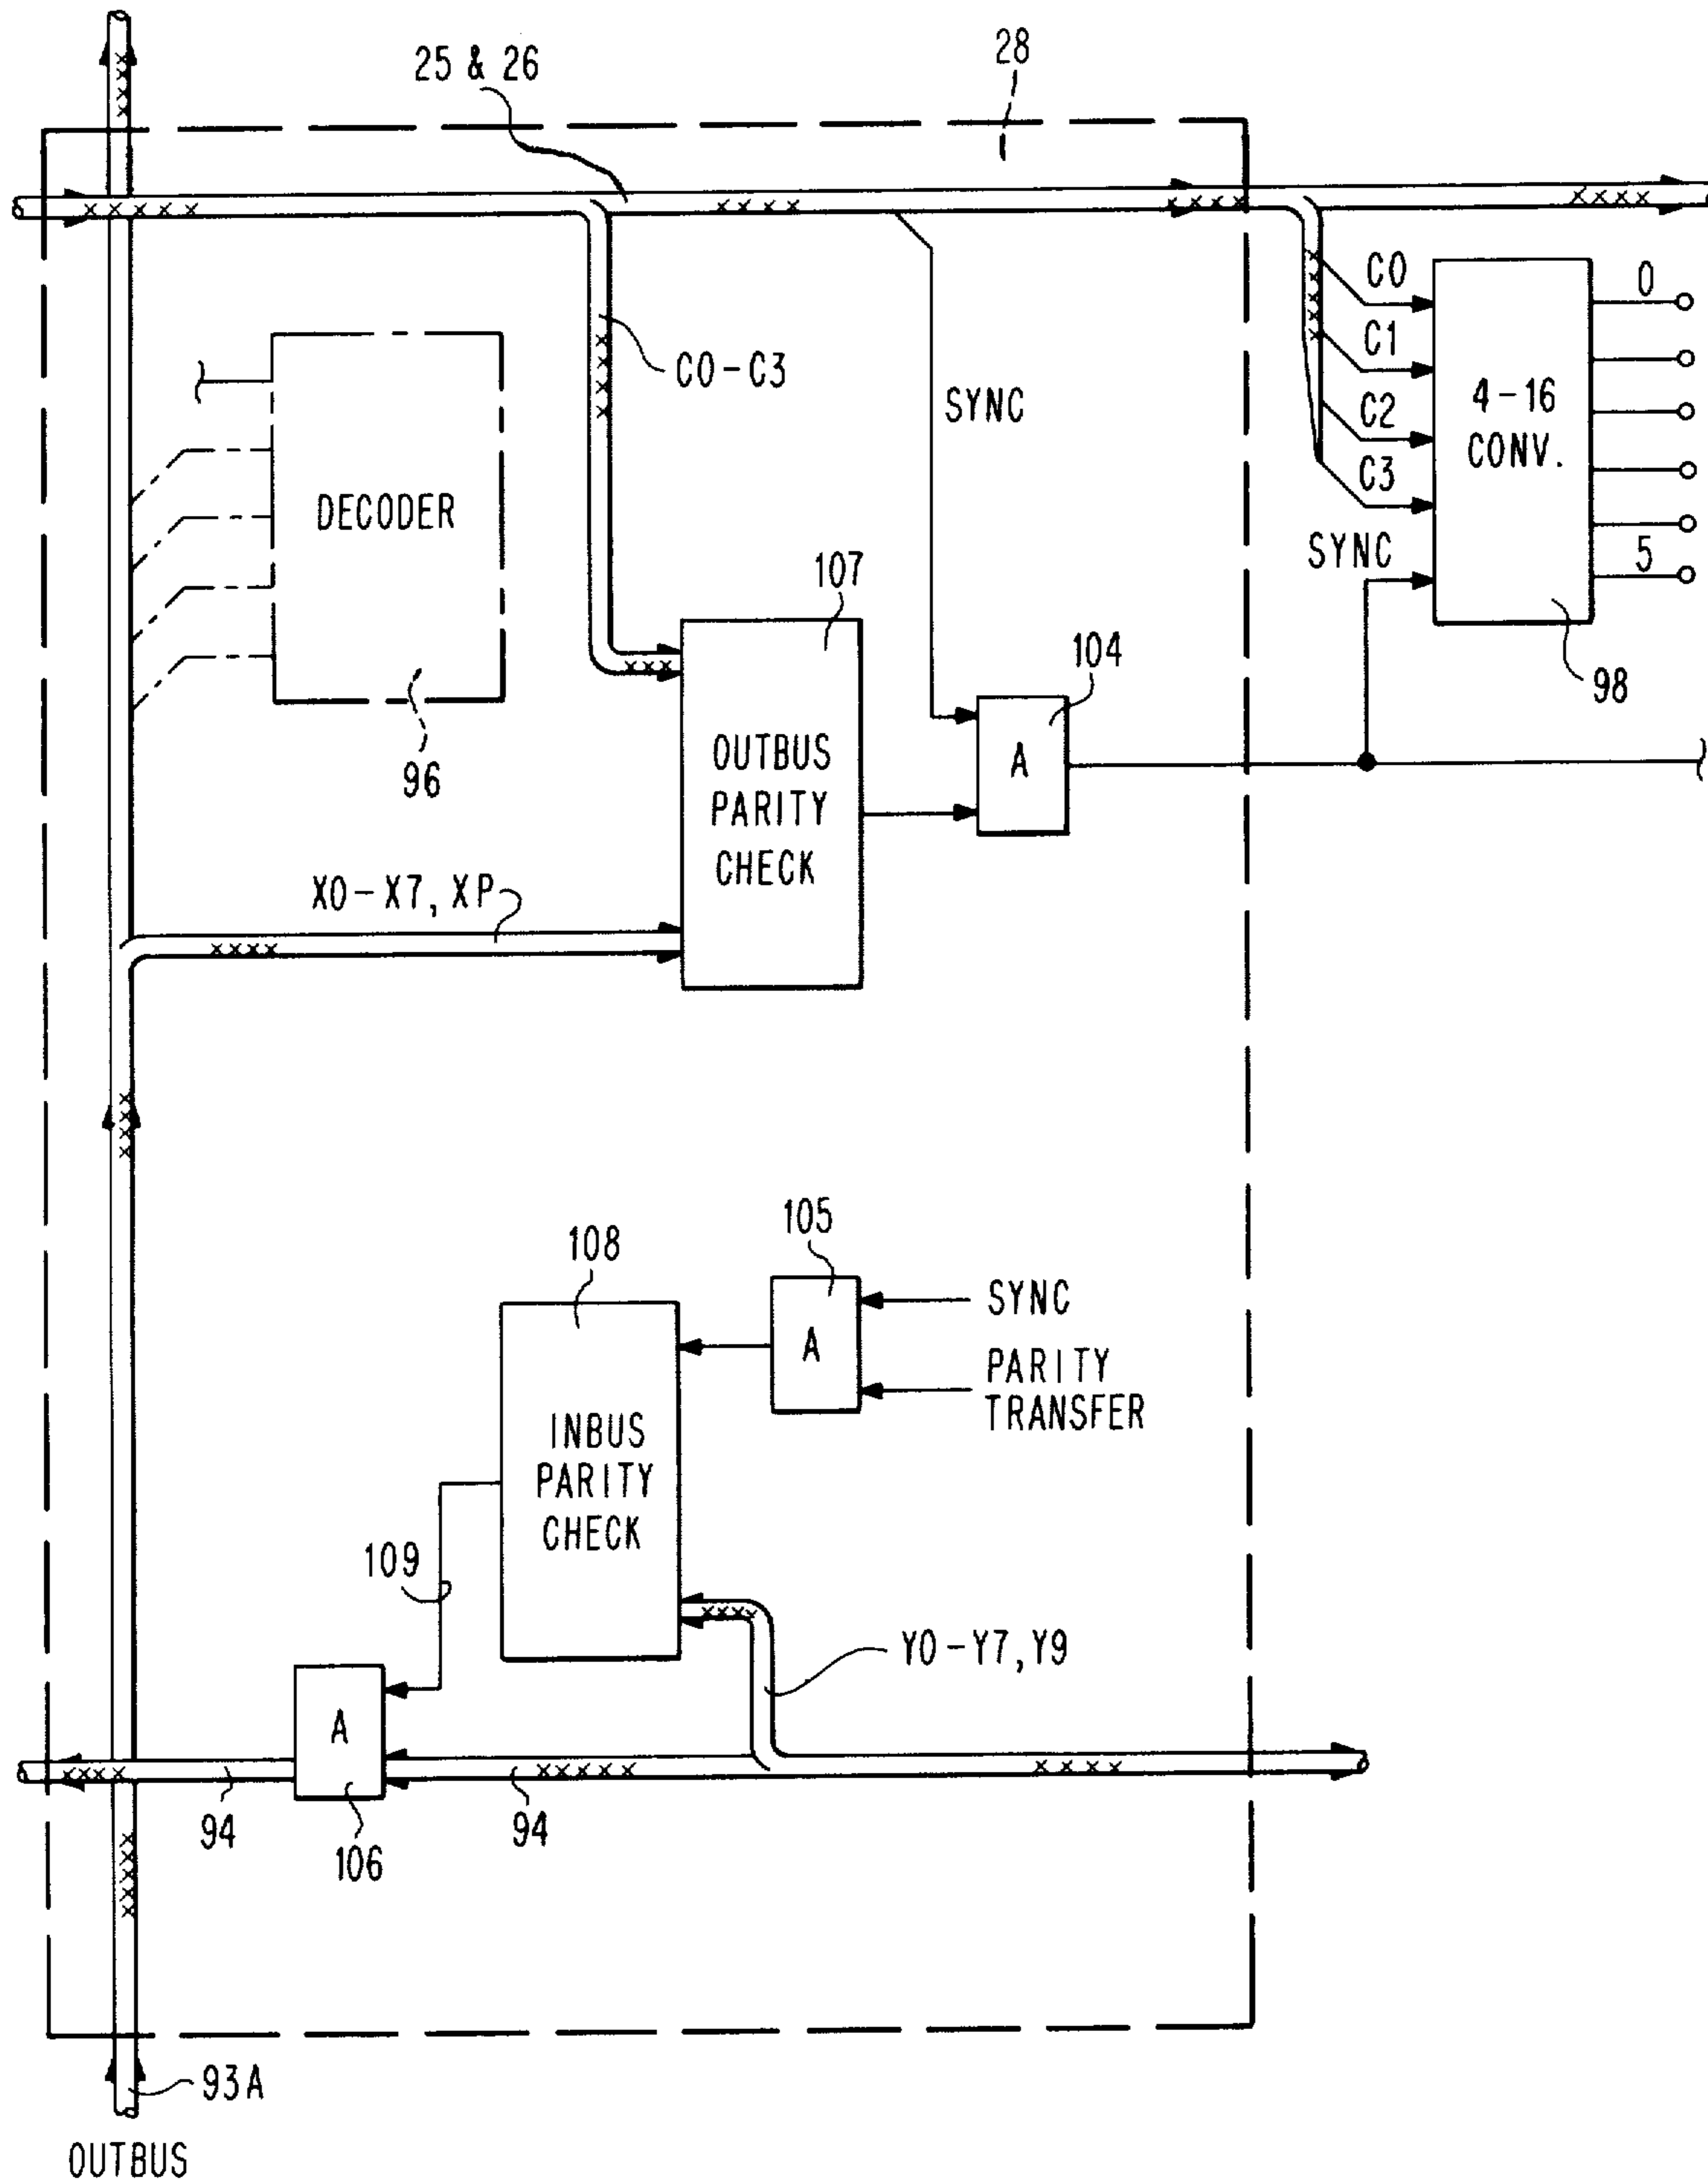 25 & 26
28
C0-C3
SYNC
C0
C1
C2
C3
SYNC
4-16
CONV.
0
5
98
DECODER
96
107
104
A
OUTBUS
PARITY
CHECK
X0-X7, XP
105
108
SYNC
A
PARITY
TRANSFER
INBUS
PARITY
CHECK
109
Y0-Y7, Y9
A
94
106
94
93A
OUTBUS